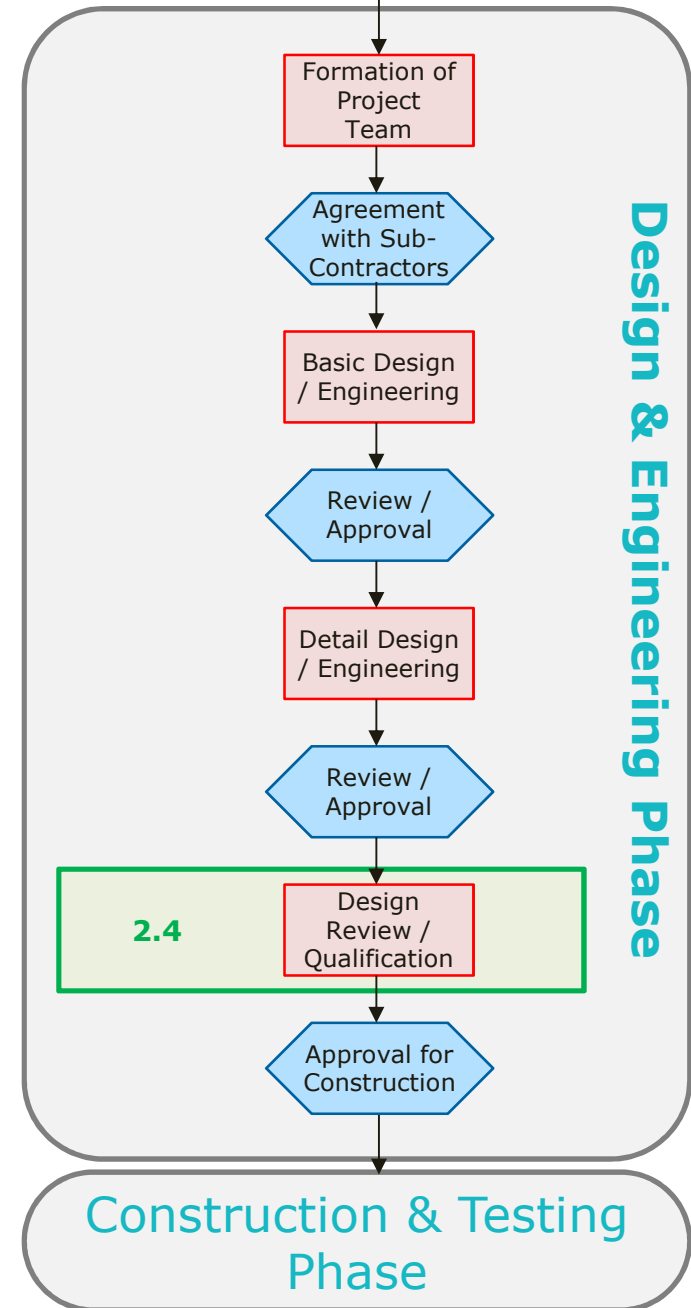 Formation of
Project
Team
Agreement
with Sub-
Contractors
Basic Design
/ Engineering
Review /
Approval
Detail Design
/ Engineering
Review /
Approval
2.4
Design
Review /
Qualification
Approval for
Construction
Design & Engineering Phase
Construction & Testing
Phase